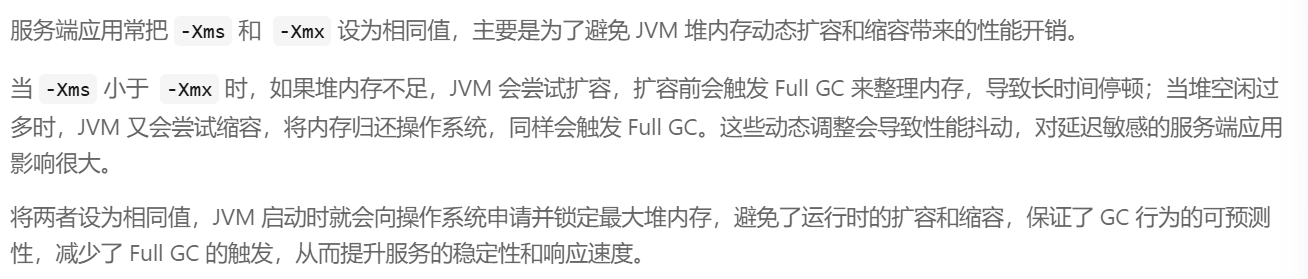 服务端应用常把 -Xms 和 -Xmx 设为相同值，主要是为了避免 JVM 堆内存动态扩容和缩容带来的性能开销。
当 -Xms 小于 -Xmx 时，如果堆内存不足，JVM 会尝试扩容，扩容前会触发 Full GC 来整理内存，导致长时间停顿；当堆空闲过
多时，JVM 又会尝试缩容，将内存归还操作系统，同样会触发 Full GC。这些动态调整会导致性能抖动，对延迟敏感的服务端应用
影响很大。
将两者设为相同值，JVM 启动时就会向操作系统申请并锁定最大堆内存，避免了运行时的扩容和缩容，保证了 GC 行为的可预测
性，减少了 Full GC 的触发，从而提升服务的稳定性和响应速度。